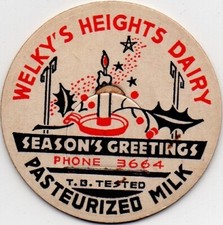 WELKY'S HEIGHTS DAIRY
SEASON'S GREETINGS
PHONE 3664
T.B. TESTED
PASTEURIZED MILK